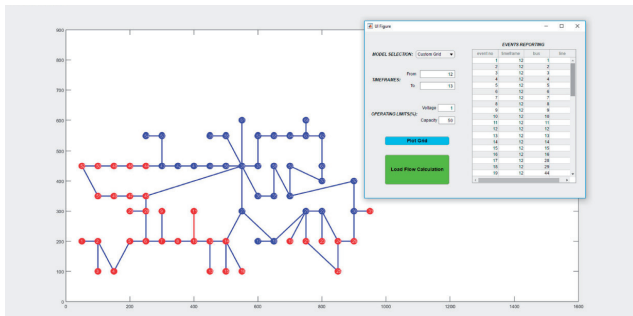 UI Figure
EVENTS REPORTING
MODEL SELECTION: Custom Grid
TIMEFRAMES: From 12
To 13
OPERATING LIMITS(%): Voltage 1
Capacity 50
Plot Grid
Load Flow Calculation
eventno timeframe bus line
1 12 1
2 12 2
3 12 3
4 12 4
5 12 5
6 12 6
7 12 7
8 12 8
9 12 9
10 12 10
11 12 11
12 12 12
13 12 13
14 12 14
15 12 15
16 12 16
17 12 28
18 12 29
19 12 44
900
800
700
600
500
400
300
200
100
0
0 200 400 600 800 1000 1200 1400 1600